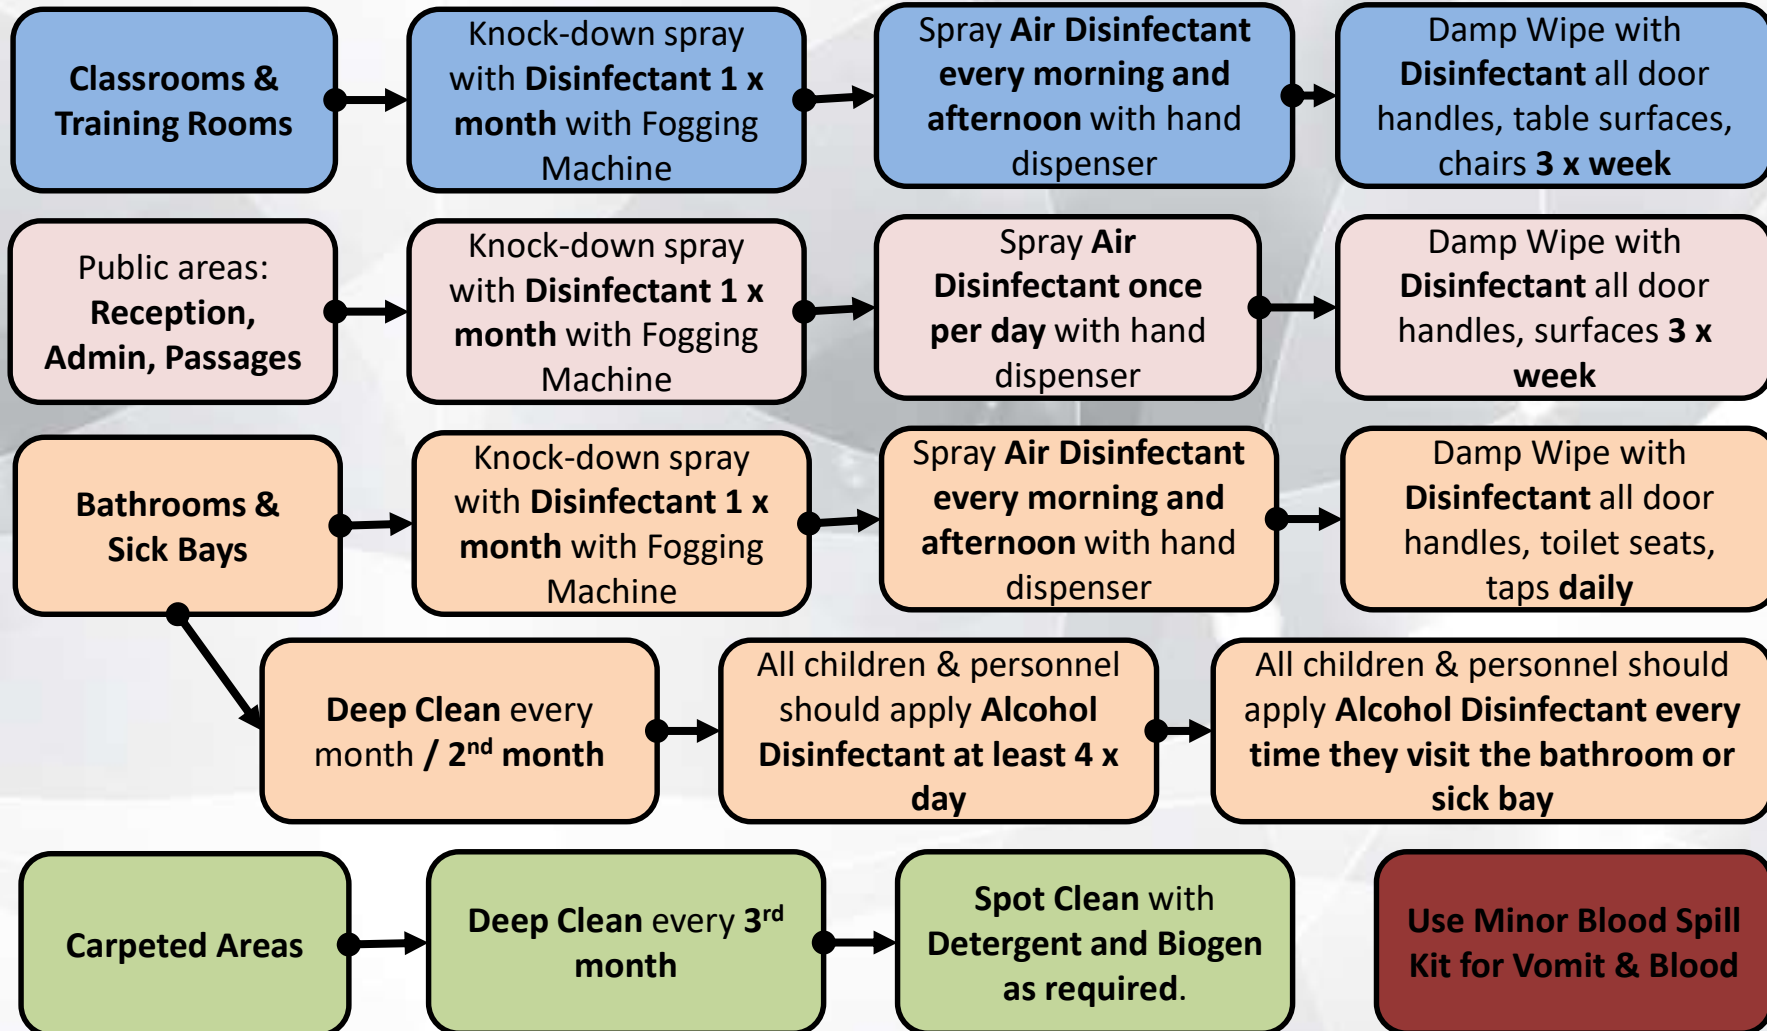 Classrooms &
Training Rooms
Knock-down spray
with Disinfectant 1 x
month with Fogging
Machine
Spray Air Disinfectant
every morning and
afternoon with hand
dispenser
Damp Wipe with
Disinfectant all door
handles, table surfaces,
chairs 3 x week
Public areas:
Reception,
Admin, Passages
Knock-down spray
with Disinfectant 1 x
month with Fogging
Machine
Spray Air
Disinfectant once
per day with hand
dispenser
Damp Wipe with
Disinfectant all door
handles, surfaces 3 x
week
Bathrooms &
Sick Bays
Knock-down spray
with Disinfectant 1 x
month with Fogging
Machine
Spray Air Disinfectant
every morning and
afternoon with hand
dispenser
Damp Wipe with
Disinfectant all door
handles, toilet seats,
taps daily
Deep Clean every
month / 2nd month
All children & personnel
should apply Alcohol
Disinfectant at least 4 x
day
All children & personnel should
apply Alcohol Disinfectant every
time they visit the bathroom or
sick bay
Carpeted Areas
Deep Clean every 3rd
month
Spot Clean with
Detergent and Biogen
as required.
Use Minor Blood Spill
Kit for Vomit & Blood